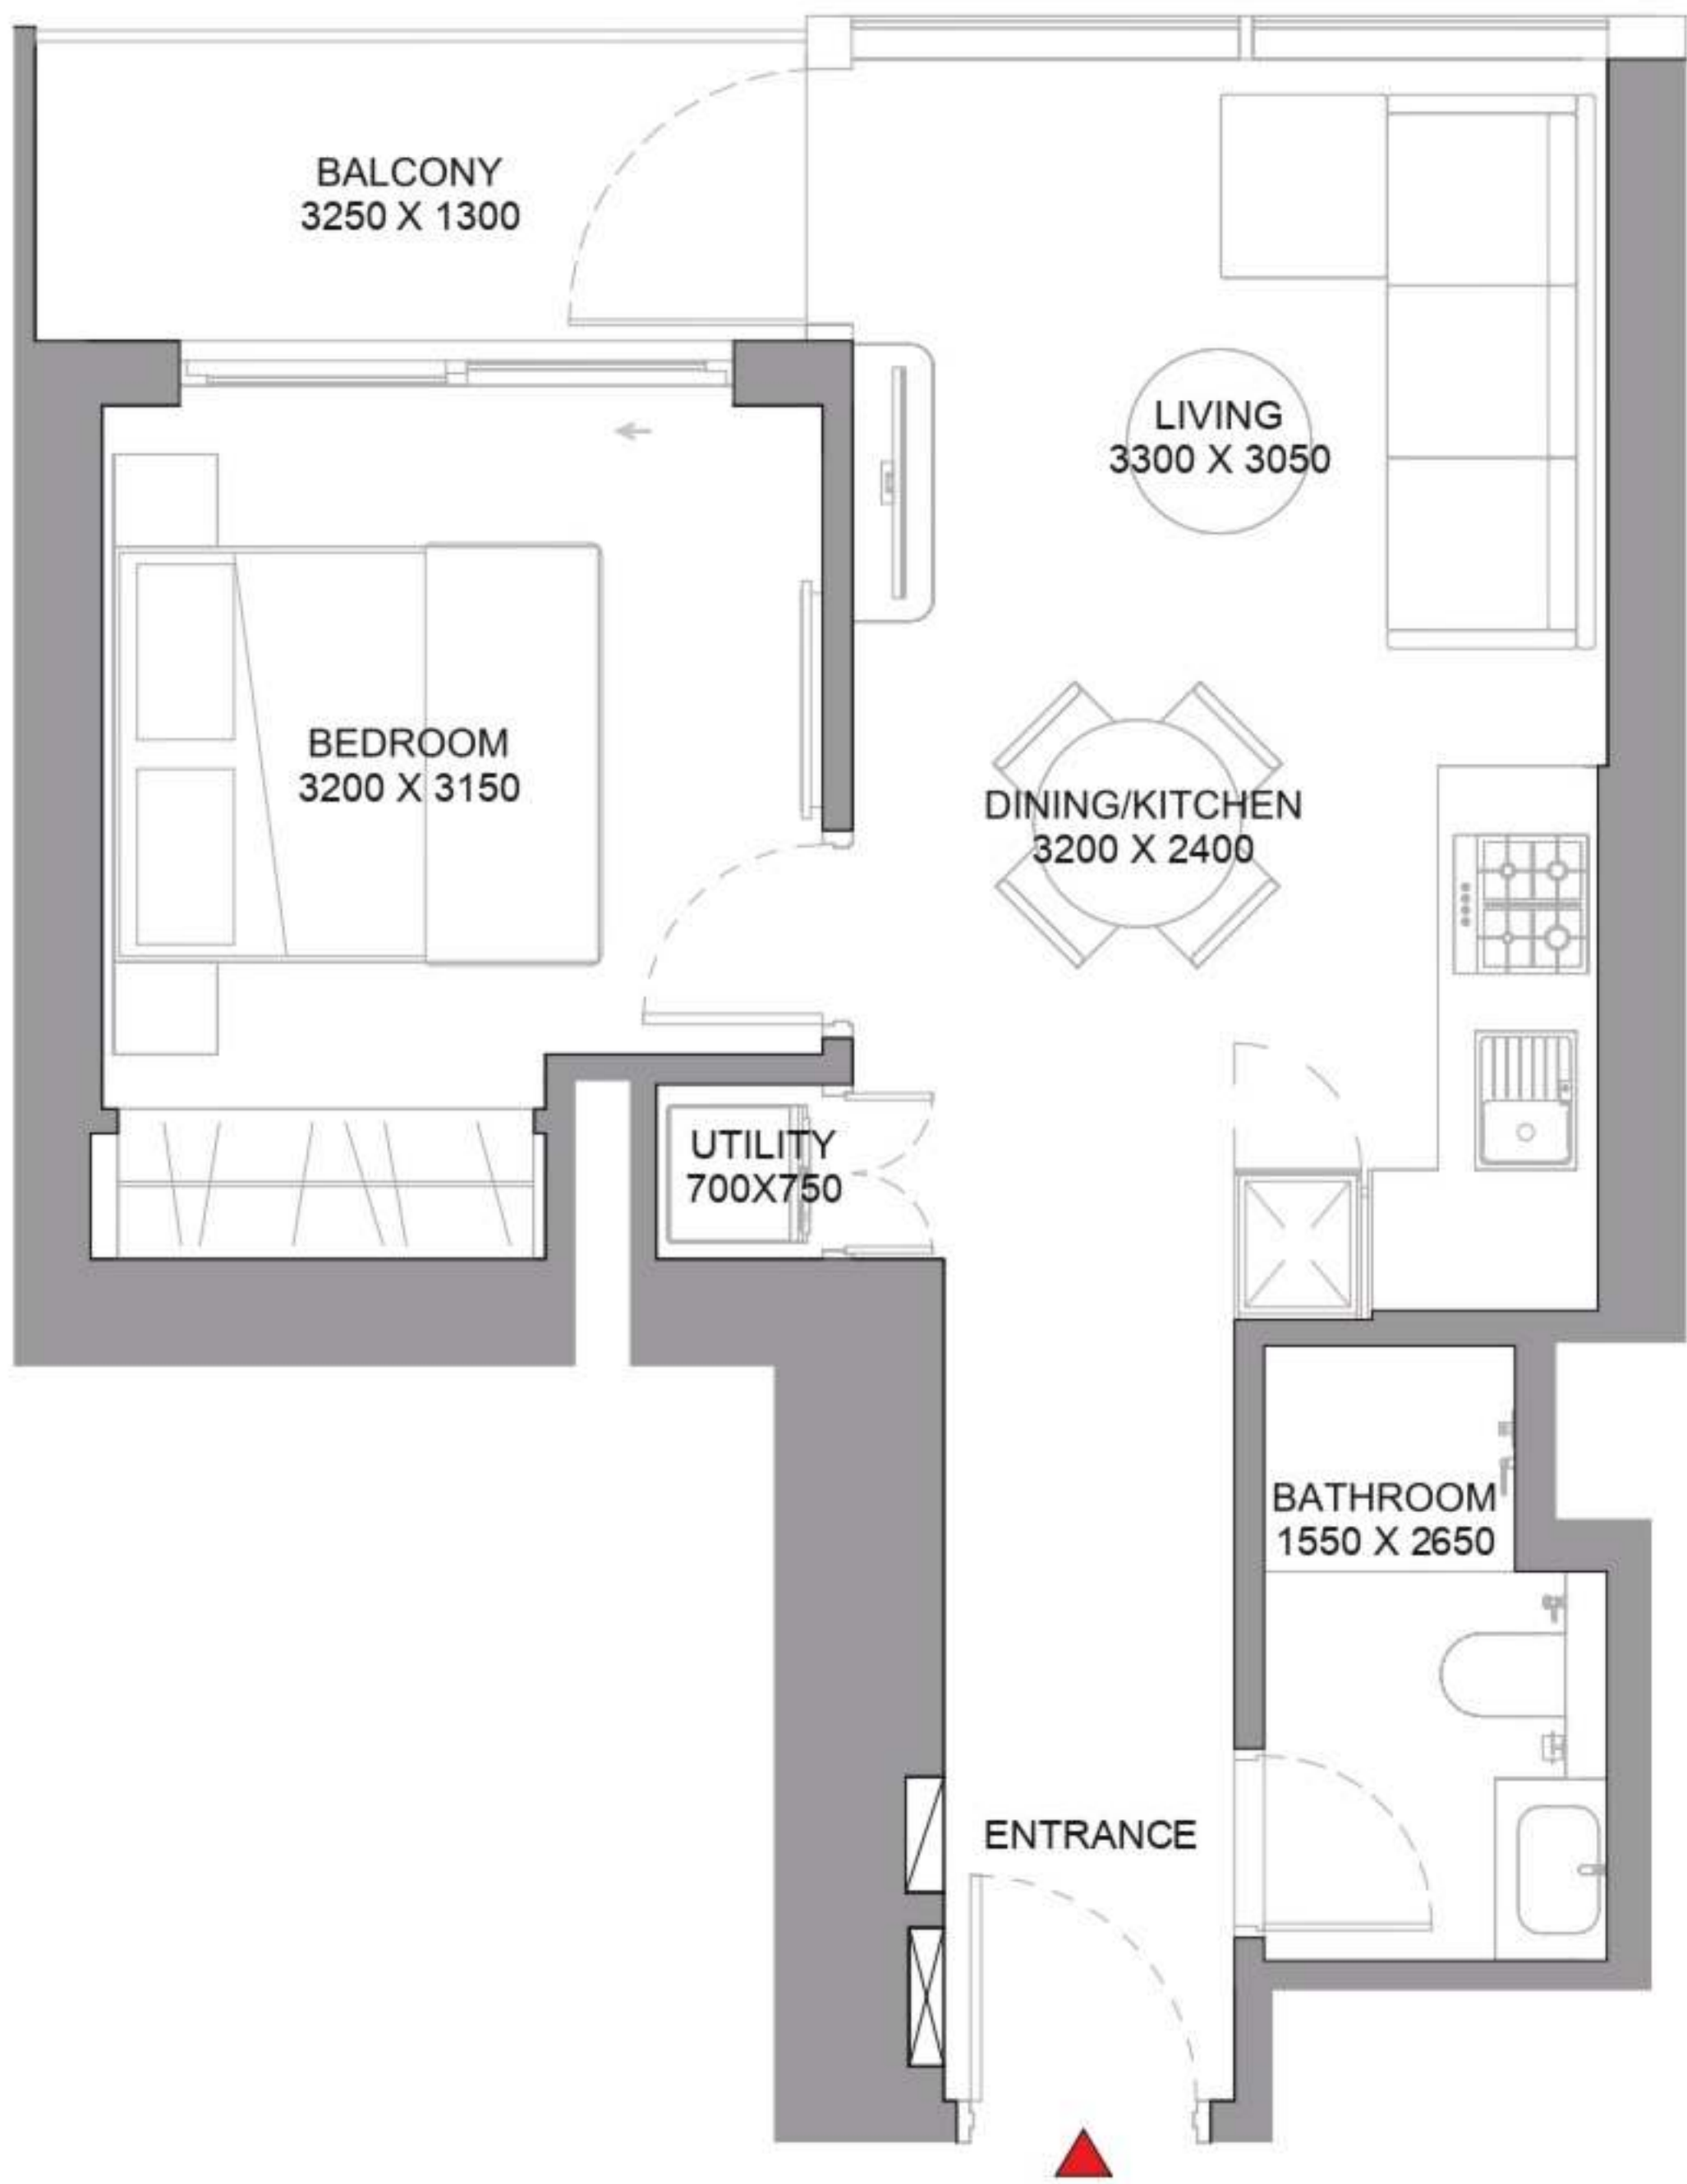 BALCONY
3250 X 1300
LIVING
3300 X 3050
BEDROOM
3200 X 3150
DINING/KITCHEN
3200 X 2400
UTILITY
700X750
BATHROOM
1550 X 2650
ENTRANCE